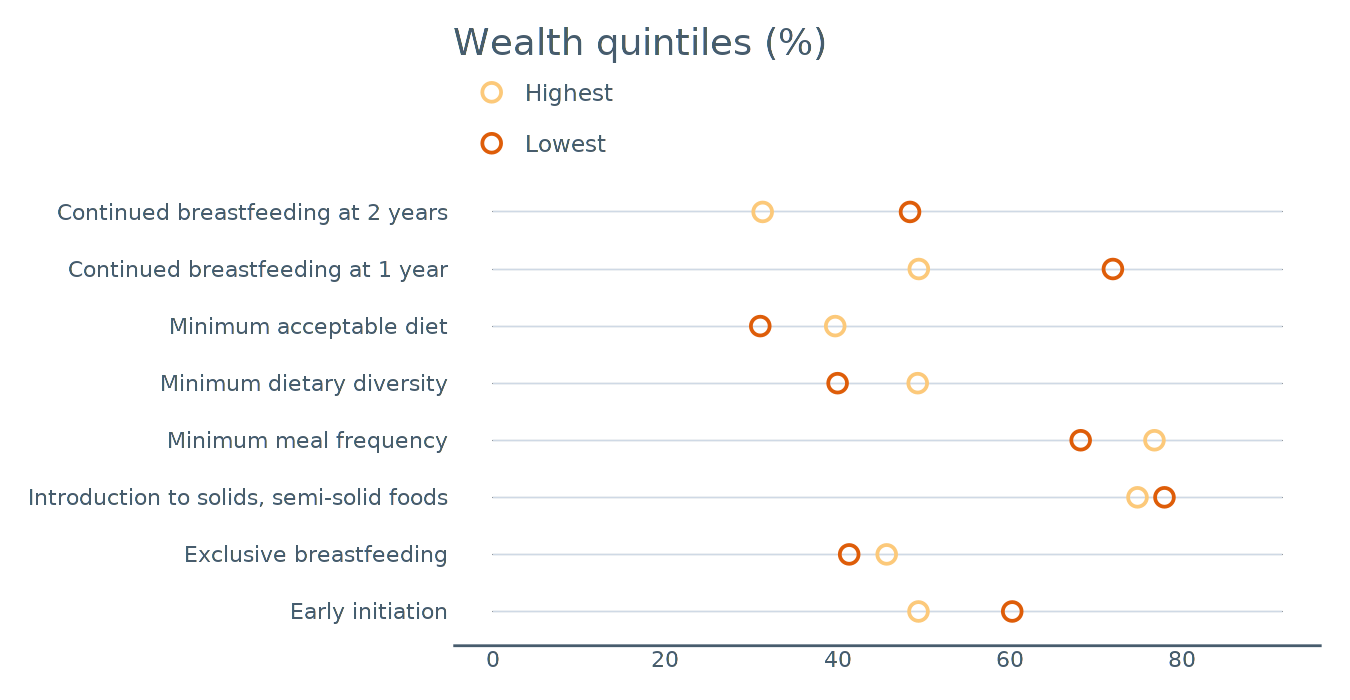 Wealth quintiles (%)
Highest
Lowest
Continued breastfeeding at 2 years
Continued breastfeeding at 1 year
Minimum acceptable diet
Minimum dietary diversity
Minimum meal frequency
Introduction to solids, semi-solid foods
Exclusive breastfeeding
Early initiation
0 20 40 60 80